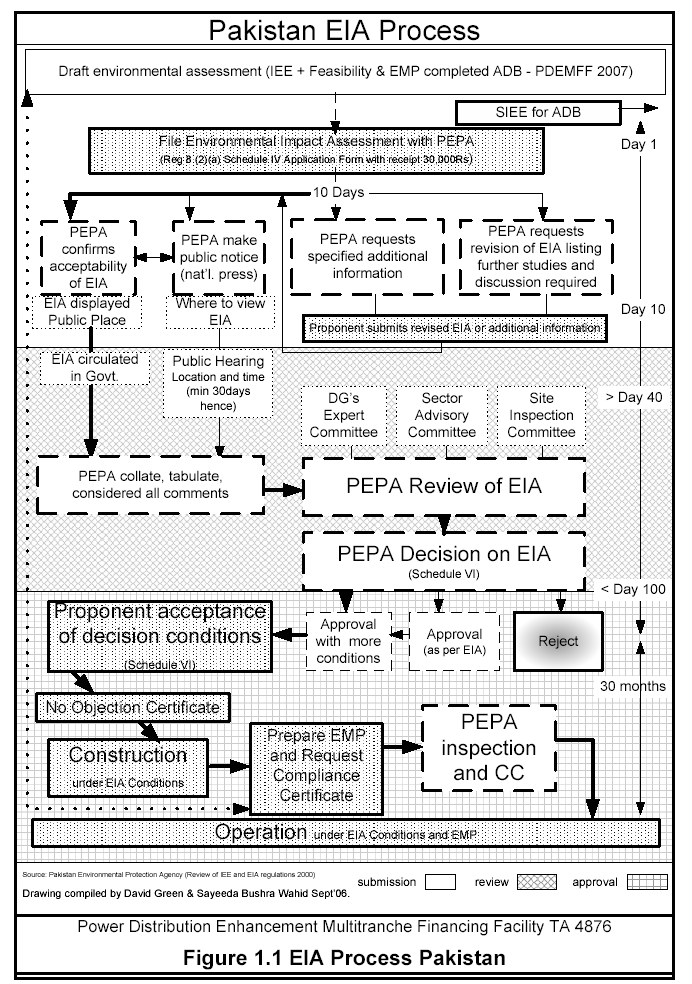 Pakistan EIA Process
Draft environmental assessment (IEE + Feasibility & EMP completed ADB - PDEMFF 2007)
SIEE for ADB
Day 1
File Environmental Impact Assessment with PEPA
(Reg 8 (2)(a) Schedule IV Application Form with receipt 30,000Rs)
10 Days
PEPA
confirms
acceptability
of EIA
PEPA make
public notice
(nat'l. press)
PEPA requests
specified additional
information
PEPA requests
revision of EIA listing
further studies and
discussion required
EIA displayed
Public Place
Where to view
EIA
Day 10
Proponent submits revised EIA or additional information
EIA circulated
in Govt.
Public Hearing
Location and time
(min 30days
hence)
DG's
Expert
Committee
Sector
Advisory
Committee
Site
Inspection
Committee
> Day 40
PEPA collate, tabulate,
considered all comments
PEPA Review of EIA
PEPA Decision on EIA
(Schedule VI)
< Day 100
Proponent acceptance
of decision conditions
(Schedule VI)
Approval
with more
conditions
Approval
(as per EIA)
Reject
30 months
No Objection Certificate
Construction
under EIA Conditions
Prepare EMP
and Request
Compliance
Certificate
PEPA
inspection
and CC
Operation under EIA Conditions and EMP
Source: Pakistan Environmental Protection Agency (Review of IEE and EIA regulations 2000)
Drawing compiled by David Green & Sayeeda Bushra Wahid Sept'06.
submission
review
approval
Power Distribution Enhancement Multitranche Financing Facility TA 4876
Figure 1.1 EIA Process Pakistan